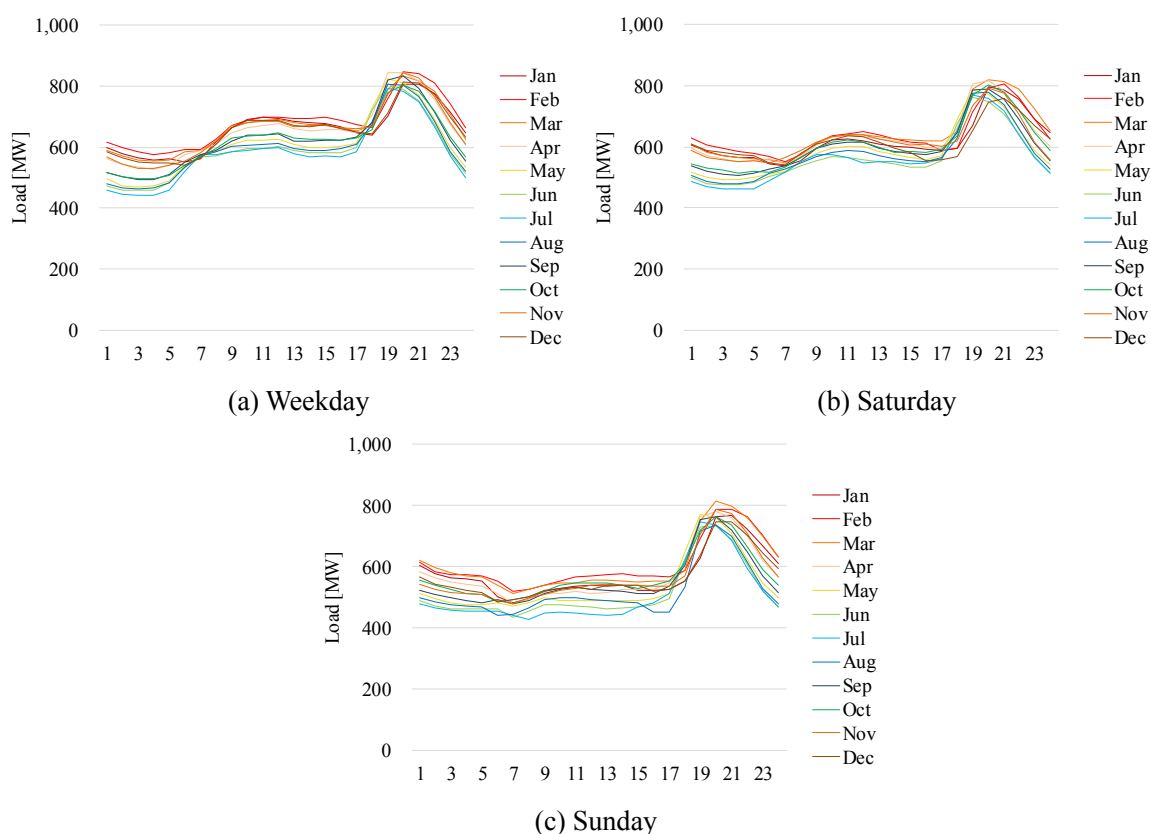 1,000
800
600
400
200
0
Load [MW]
1 3 5 7 9 11 13 15 17 19 21 23
Jan
Feb
Mar
Apr
May
Jun
Jul
Aug
Sep
Oct
Nov
Dec
(a) Weekday
1,000
800
600
400
200
0
Load [MW]
1 3 5 7 9 11 13 15 17 19 21 23
Jan
Feb
Mar
Apr
May
Jun
Jul
Aug
Sep
Oct
Nov
Dec
(b) Saturday
1,000
800
600
400
200
0
Load [MW]
1 3 5 7 9 11 13 15 17 19 21 23
Jan
Feb
Mar
Apr
May
Jun
Jul
Aug
Sep
Oct
Nov
Dec
(c) Sunday